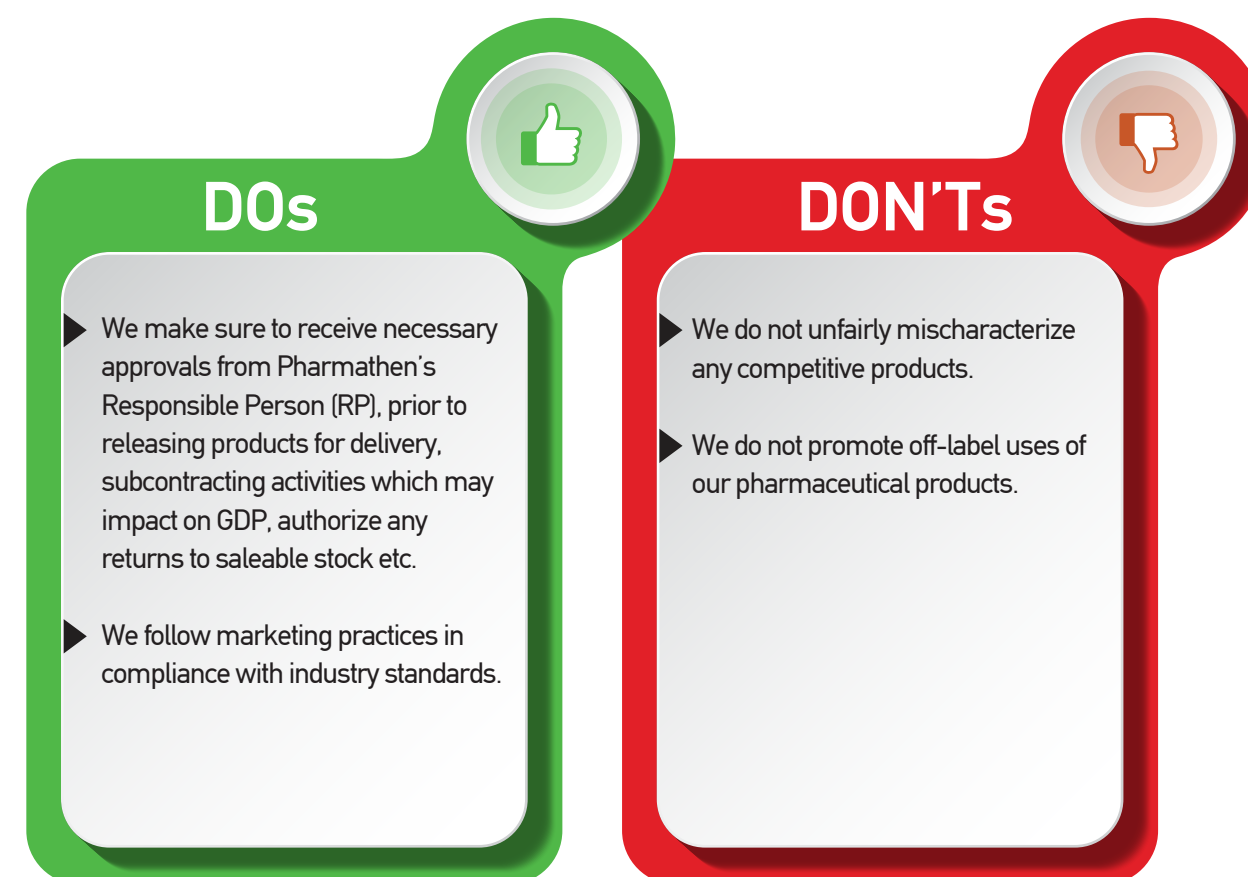 DOs
We make sure to receive necessary
approvals from Pharmathen's
Responsible Person (RP), prior to
releasing products for delivery,
subcontracting activities which may
impact on GDP, authorize any
returns to saleable stock etc.
We follow marketing practices in
compliance with industry standards.
DON'Ts
We do not unfairly mischaracterize
any competitive products.
We do not promote off-label uses of
our pharmaceutical products.